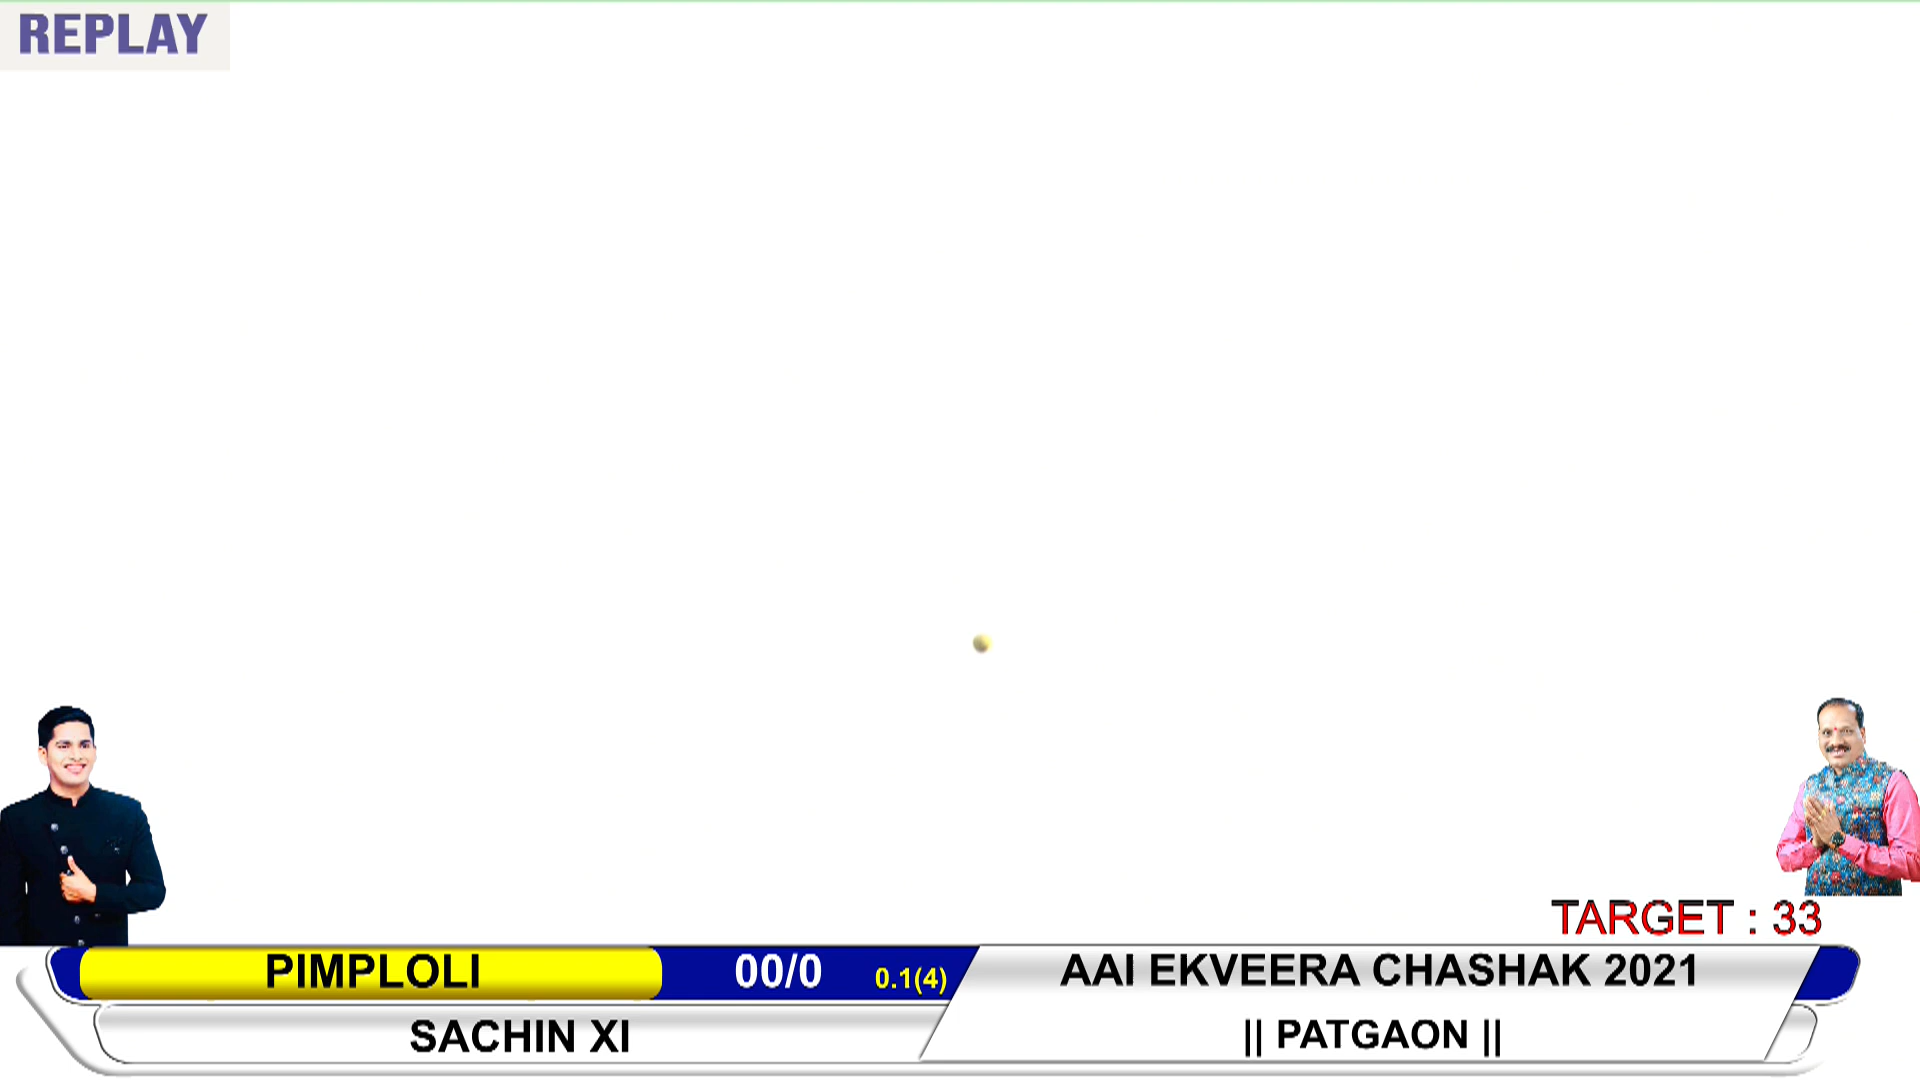 REPLAY
TARGET : 33
PIMPLOLI 00/0 0.1(4)
SACHIN XI
AAI EKVEERA CHASHAK 2021
|| PATGAON ||